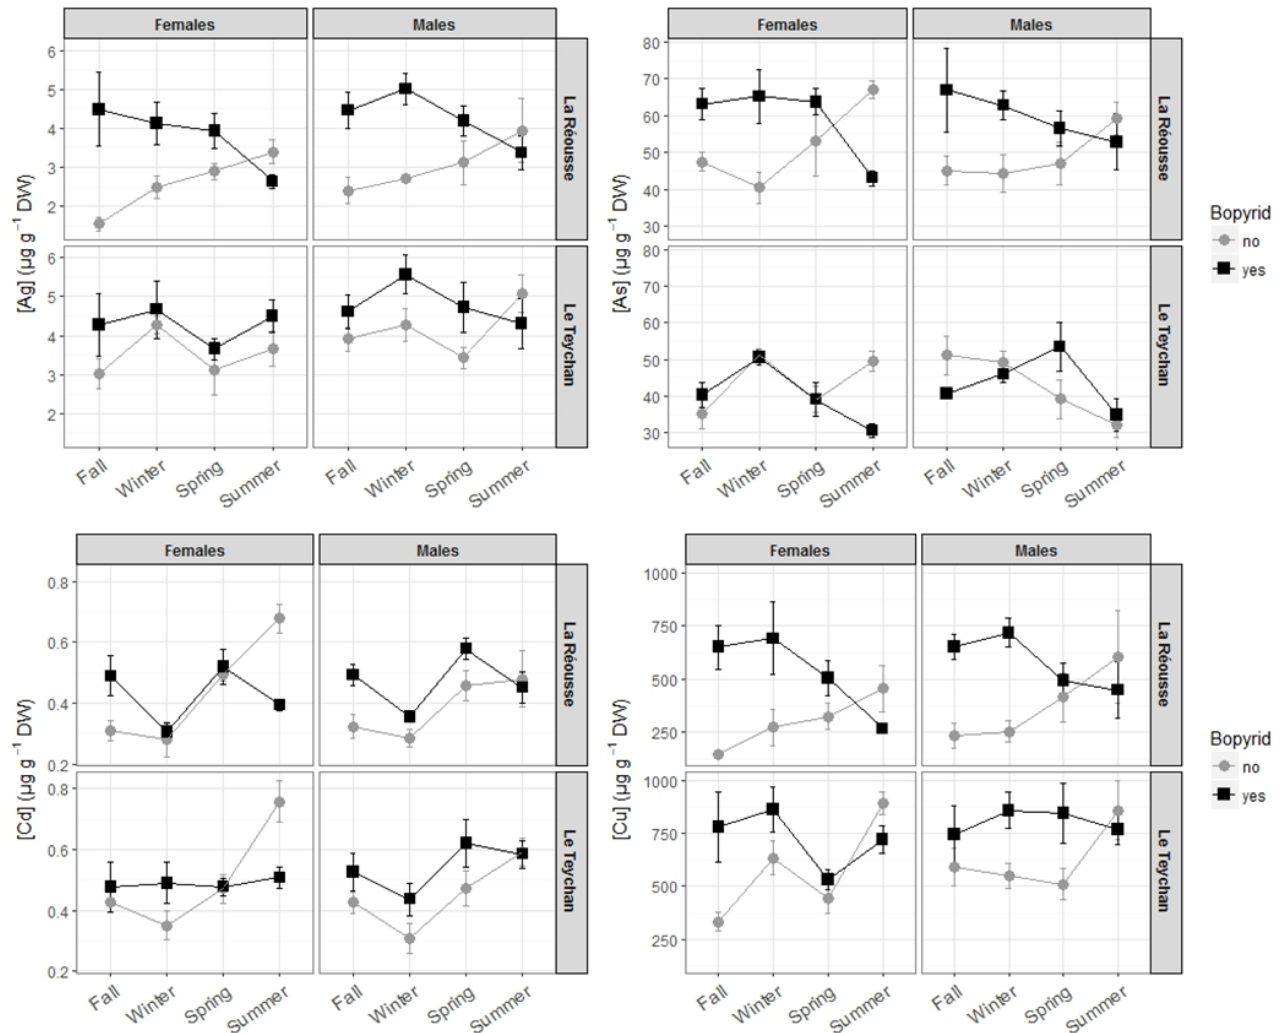 Females Males
[Ag] (µg g⁻¹ DW)
6
5
4
3
2
La Réousse
6
5
4
3
2
Le Teychan
Fall Winter Spring Summer Fall Winter Spring Summer
Females Males
[As] (µg g⁻¹ DW)
80
70
60
50
40
30
La Réousse
80
70
60
50
40
30
Le Teychan
Fall Winter Spring Summer Fall Winter Spring Summer
Bopyrid
no
yes
Females Males
[Cd] (µg g⁻¹ DW)
0.8
0.6
0.4
0.2
La Réousse
0.8
0.6
0.4
0.2
Le Teychan
Fall Winter Spring Summer Fall Winter Spring Summer
Females Males
[Cu] (µg g⁻¹ DW)
1000
750
500
250
La Réousse
1000
750
500
250
Le Teychan
Fall Winter Spring Summer Fall Winter Spring Summer
Bopyrid
no
yes